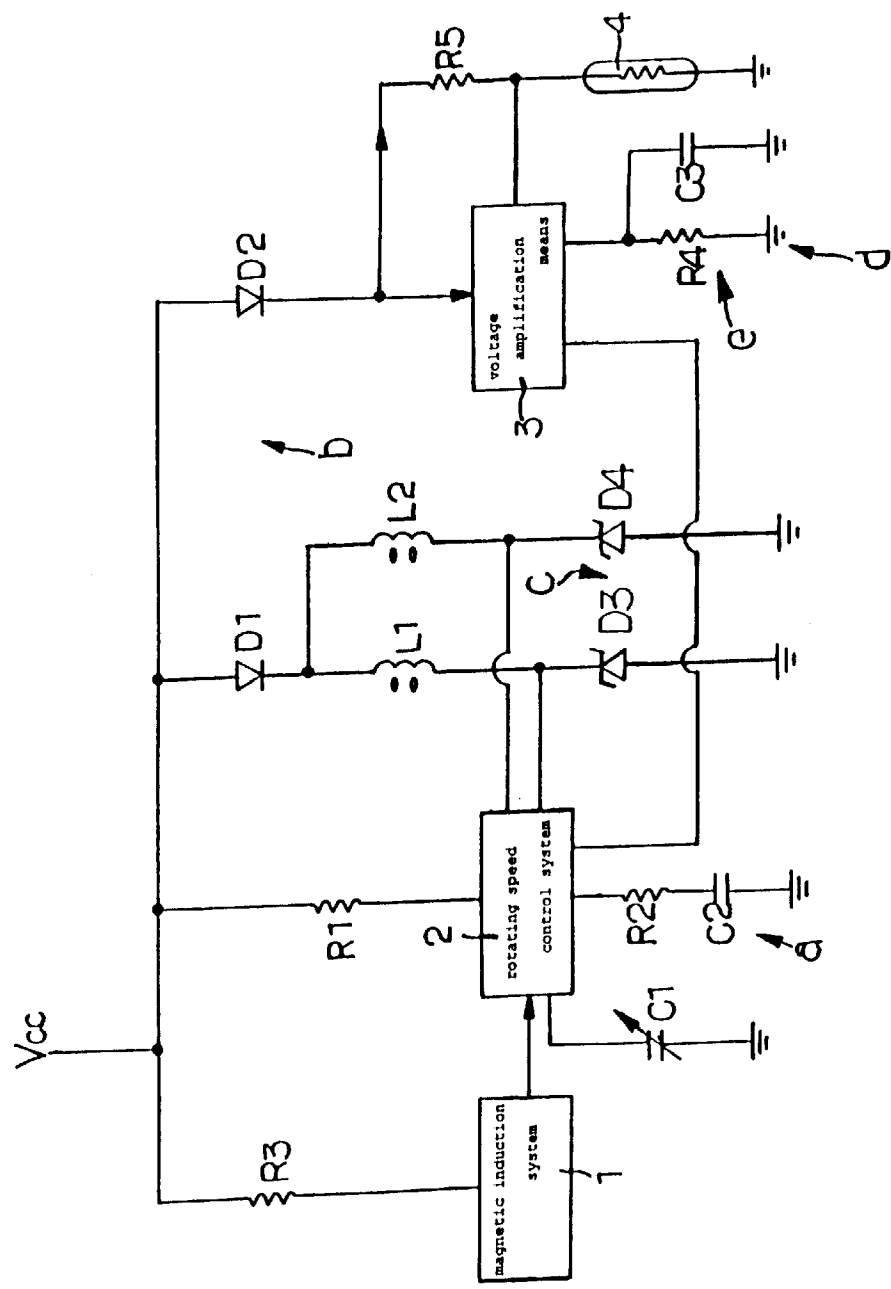 Vcc
R3
R1
D1
D2
R5
L1
L2
b
magnetic induction
system
1
rotating speed
control system
2
voltage
amplification
means
3
4
C1
R2
C2
a
D3
D4
c
R4
C3
e
d